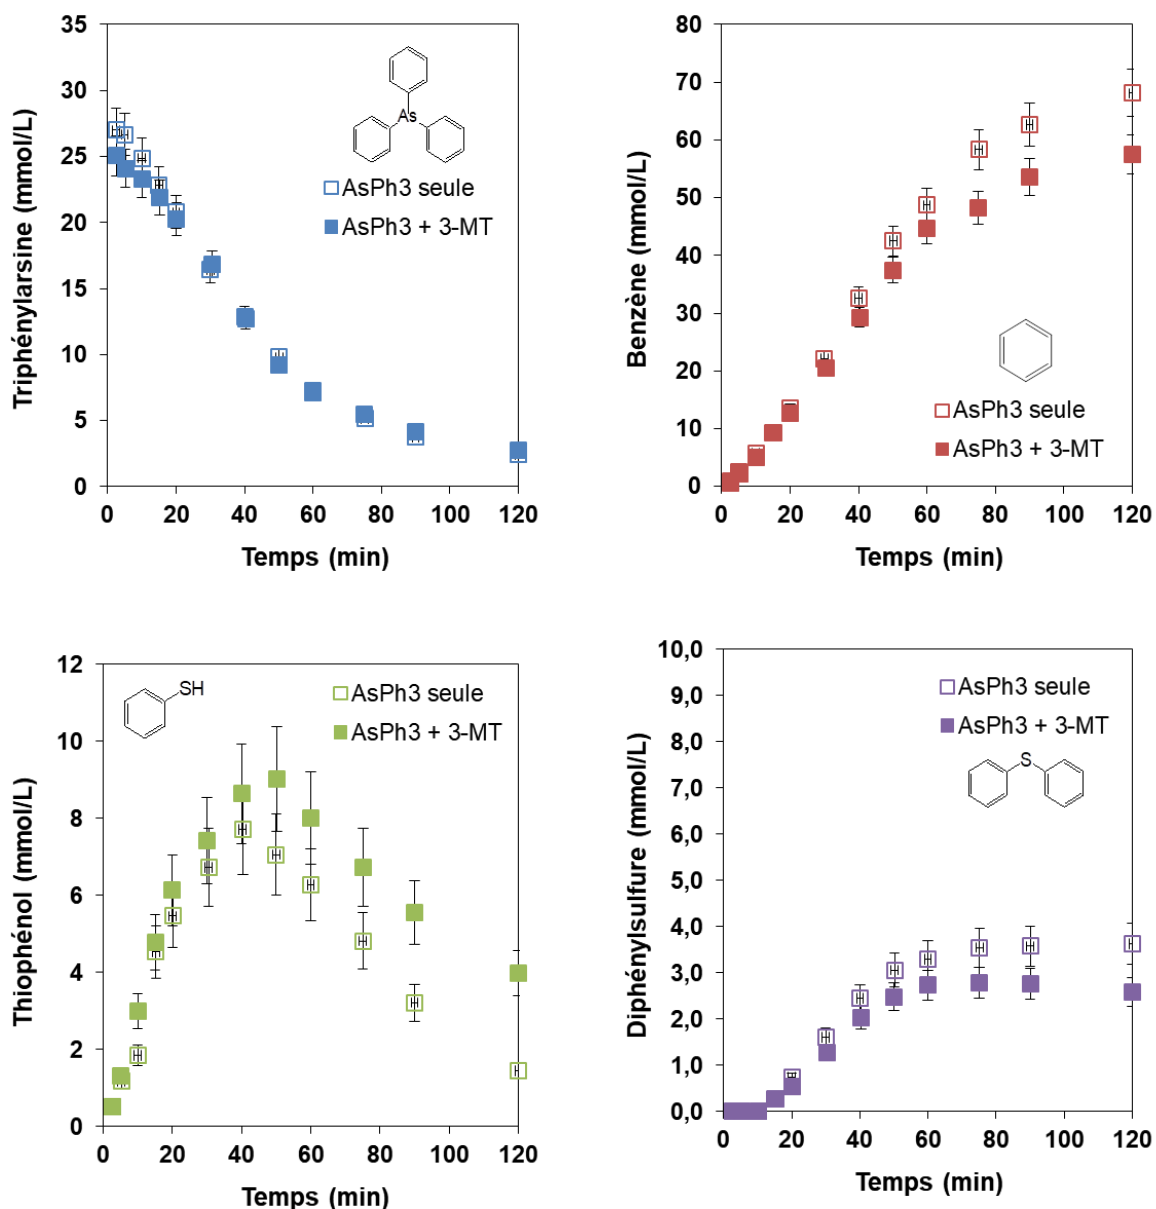 Triphénylarsine (mmol/L)
35
30
25
20
15
10
5
0
As
AsPh3 seule
AsPh3 + 3-MT
0 20 40 60 80 100 120
Temps (min)
Benzène (mmol/L)
80
70
60
50
40
30
20
10
0
AsPh3 seule
AsPh3 + 3-MT
0 20 40 60 80 100 120
Temps (min)
Thiophénol (mmol/L)
12
10
8
6
4
2
0
SH
AsPh3 seule
AsPh3 + 3-MT
0 20 40 60 80 100 120
Temps (min)
Diphénylsulfure (mmol/L)
10,0
9,0
8,0
7,0
6,0
5,0
4,0
3,0
2,0
1,0
0,0
AsPh3 seule
AsPh3 + 3-MT
S
0 20 40 60 80 100 120
Temps (min)